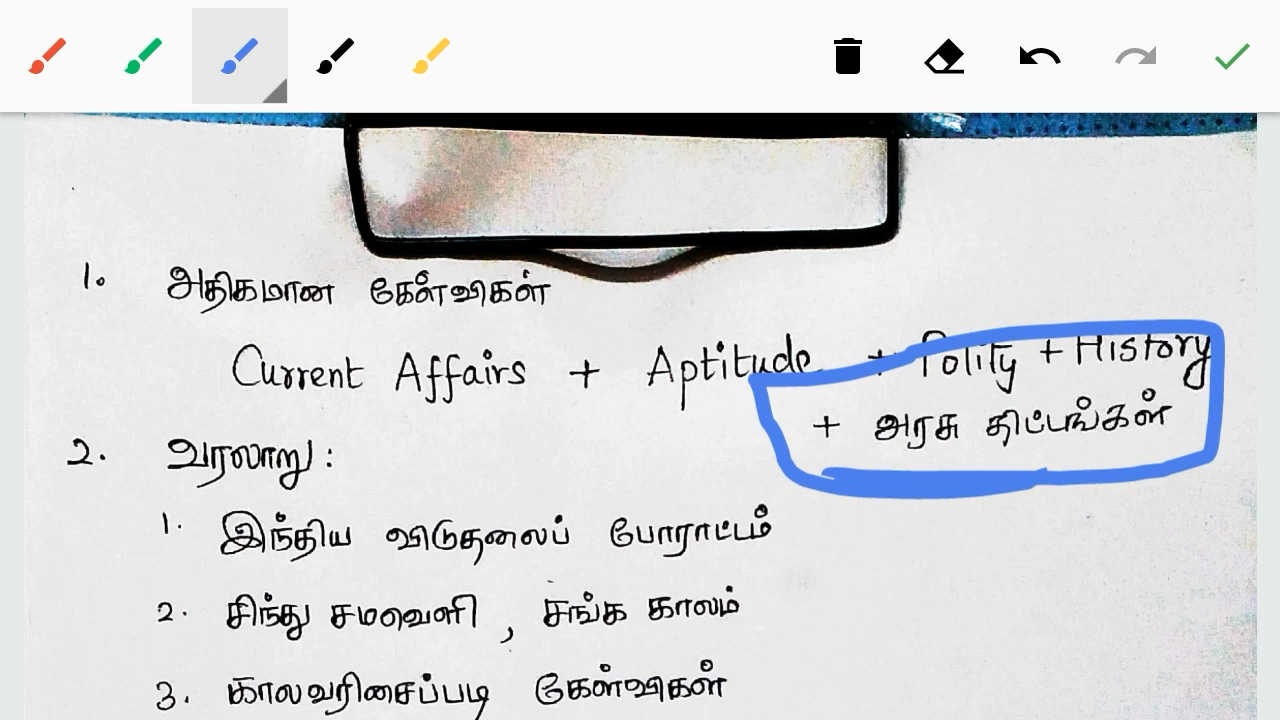 1. அதிகமான கேள்விகள்
Current Affairs + Aptitude + Polity + History
+ அரசு திட்டங்கள்
2. வரலாறு :
1. இந்திய விடுதலைப் போராட்டம்
2. சிந்து சமவெளி , சங்க காலம்
3. காலவரிசைப்படி கேள்விகள்